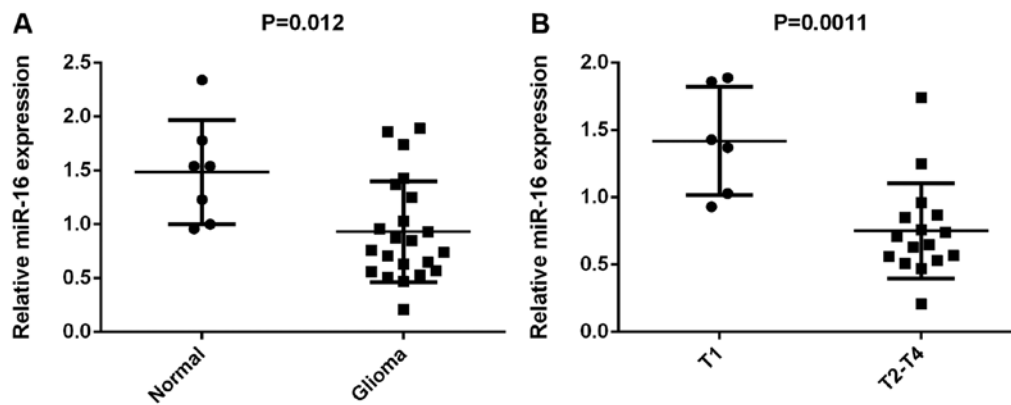 A
P=0.012
Relative miR-16 expression
2.5
2.0
1.5
1.0
0.5
0.0
Normal
Glioma
B
P=0.0011
Relative miR-16 expression
2.0
1.5
1.0
0.5
0.0
T1
T2-T4